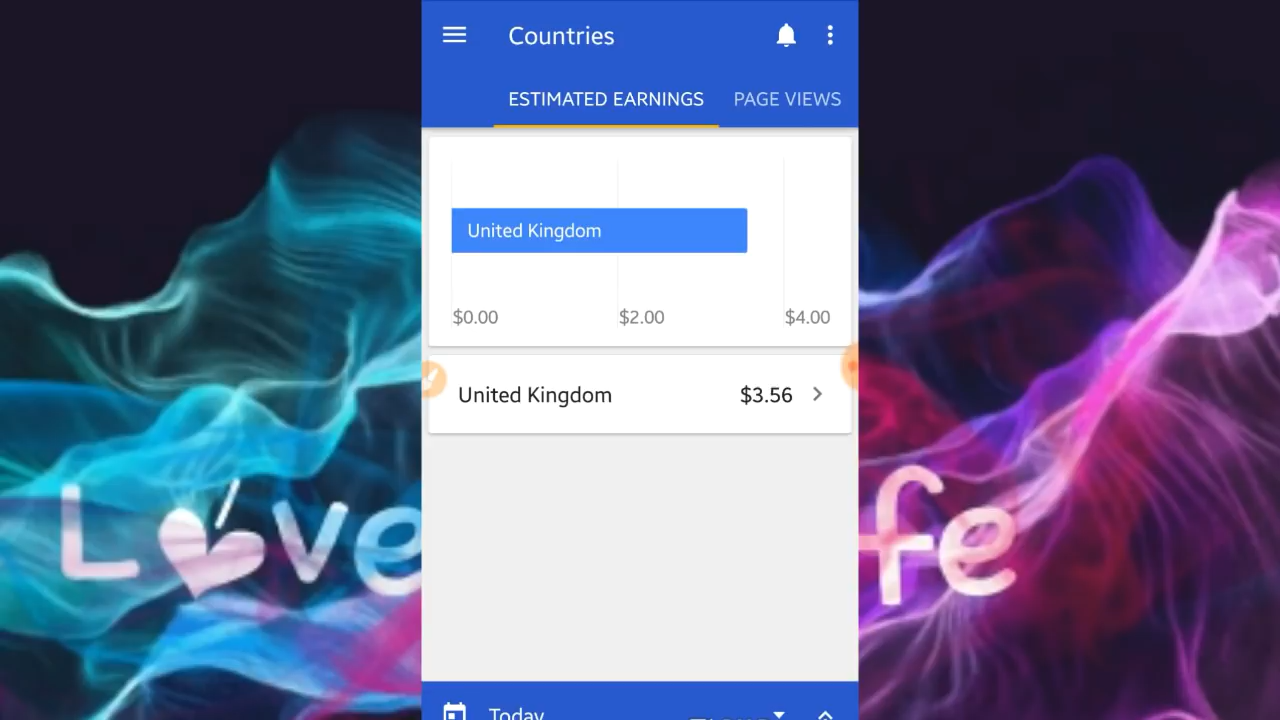 Countries
ESTIMATED EARNINGS PAGE VIEWS
United Kingdom
$0.00 $2.00 $4.00
United Kingdom $3.56
Love fe
Today